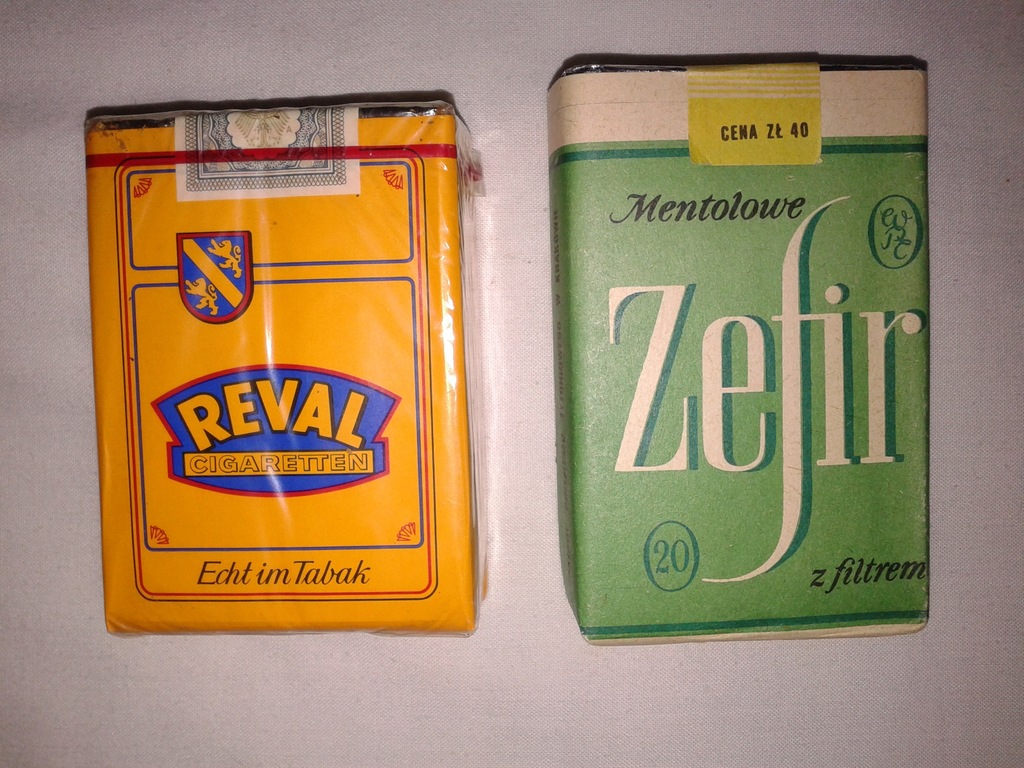 REVAL
CIGARETTEN
Echt im Tabak
CENA ZŁ 40
Mentolowe
Zefir
20
z filtrem